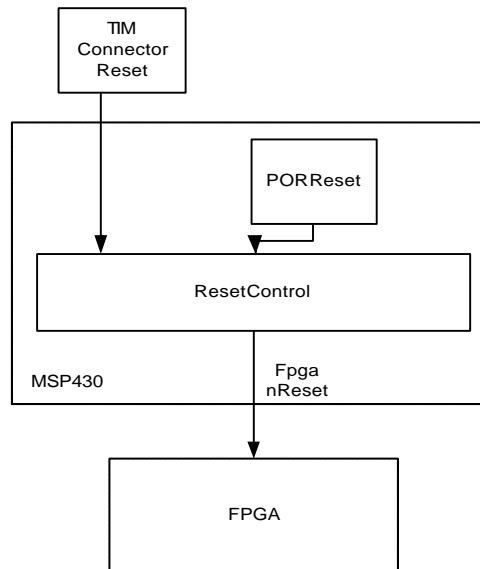 TIM
Connector
Reset
PORReset
ResetControl
MSP430
Fpga
nReset
FPGA